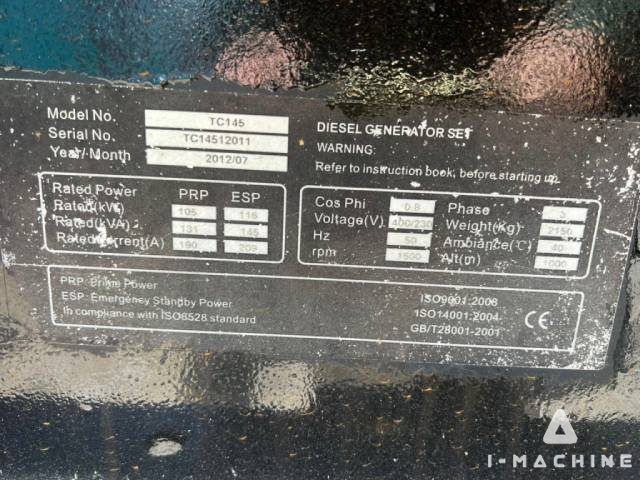 Model No. TC145
Serial No. TC14512011
Year/Month 2012/07
DIESEL GENERATOR SET
WARNING:
Refer to instruction book, before starting up.
Rated Power PRP ESP
Rated(kW) 105 116
Rated(kVA) 131 145
Rated Current(A) 190 209
Cos Phi 0.8
Voltage(V) 400/230
Hz 50
rpm 1500
Phase 3
Weight(Kg) 2150
Ambiance(℃) 40
Alt(m) 1000
PRP: Prime Power
ESP: Emergency Standby Power
In compliance with ISO8528 standard
ISO9001:2008
ISO14001:2004
GB/T28001-2001
CE
I-MACHINE